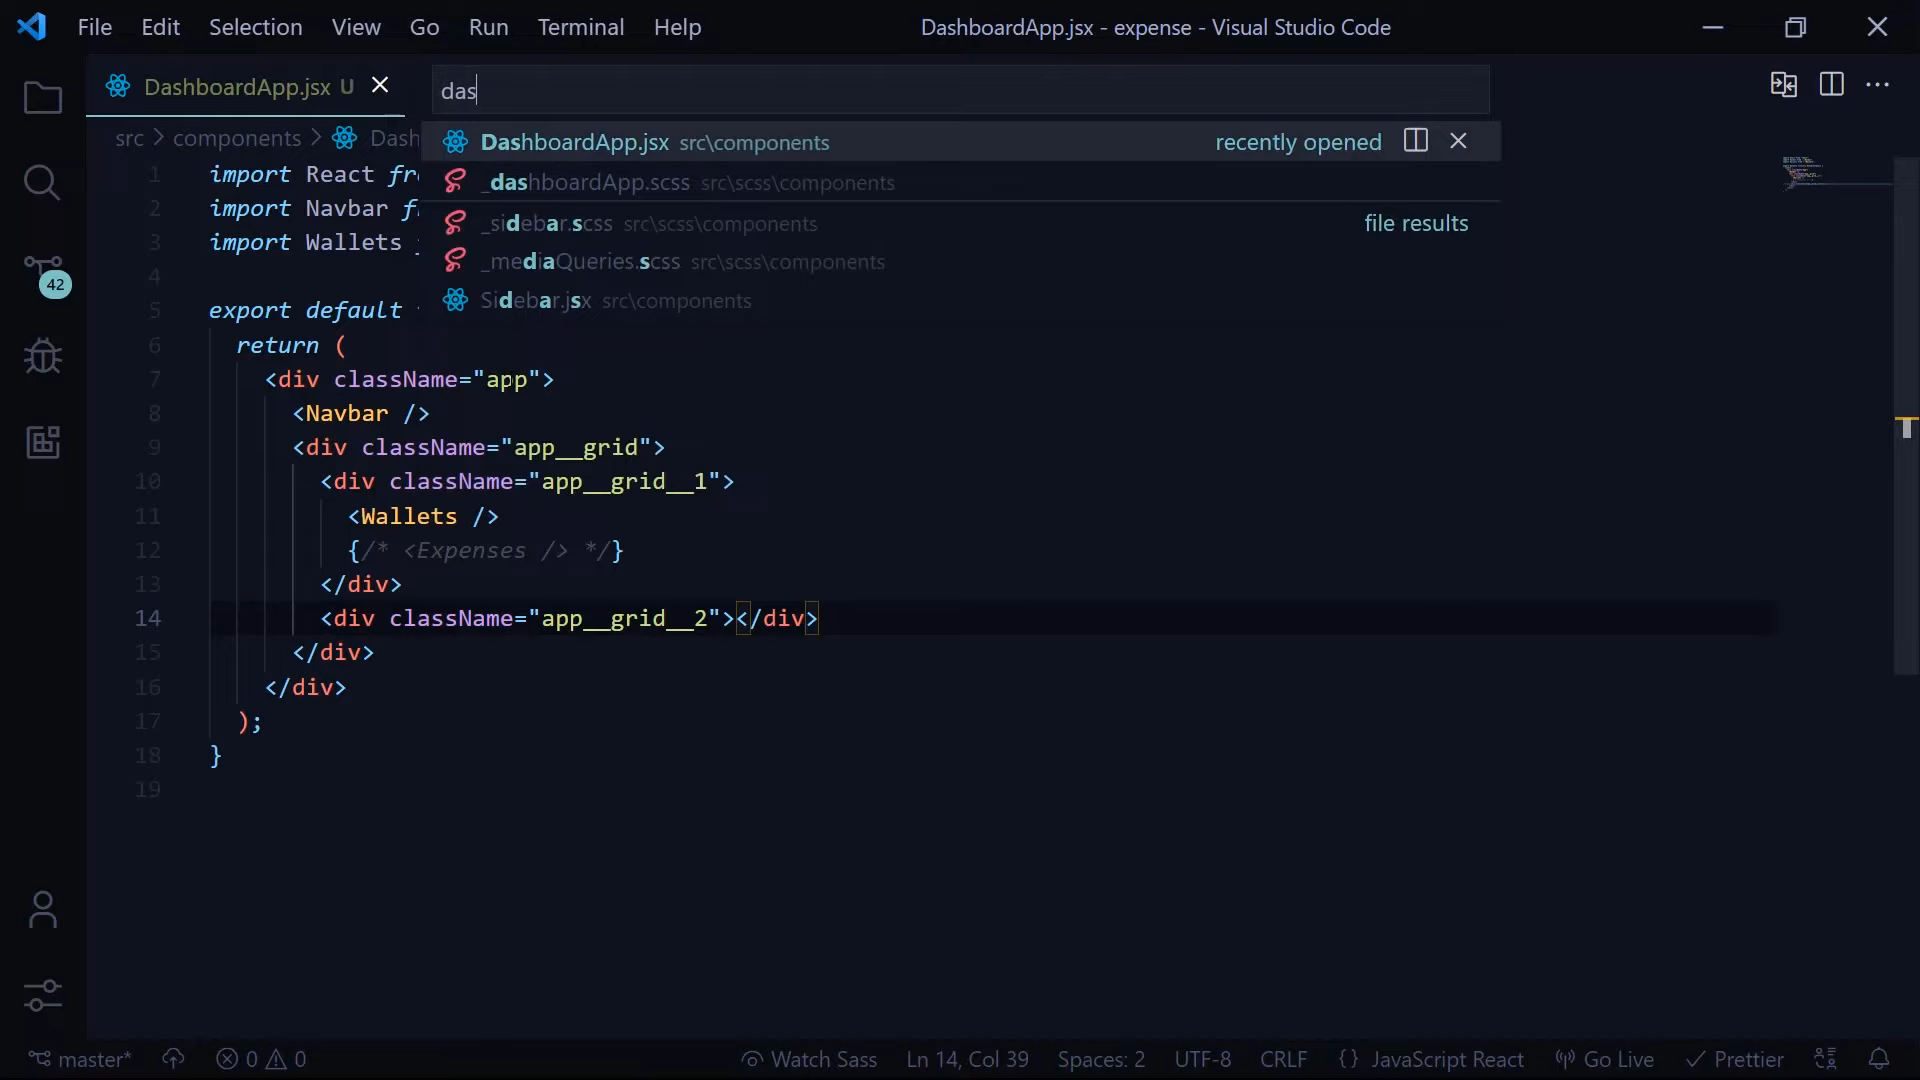 File Edit Selection View Go Run Terminal Help DashboardApp.jsx - expense - Visual Studio Code
DashboardApp.jsx U
das
src > components > Dash
DashboardApp.jsx src\components recently opened
_dashboardApp.scss src\scss\components
_sidebar.scss src\scss\components file results
_mediaQueries.scss src\scss\components
Sidebar.jsx src\components
42
1 import React fr
2 import Navbar f
3 import Wallets
4
5 export default
6 return (
7 <div className="app">
8 <Navbar />
9 <div className="app__grid">
10 <div className="app__grid__1">
11 <Wallets />
12 {/* <Expenses /> */}
13 </div>
14 <div className="app__grid__2"></div>
15 </div>
16 </div>
17 );
18 }
19
master* 0 0 Watch Sass Ln 14, Col 39 Spaces: 2 UTF-8 CRLF {} JavaScript React Go Live Prettier